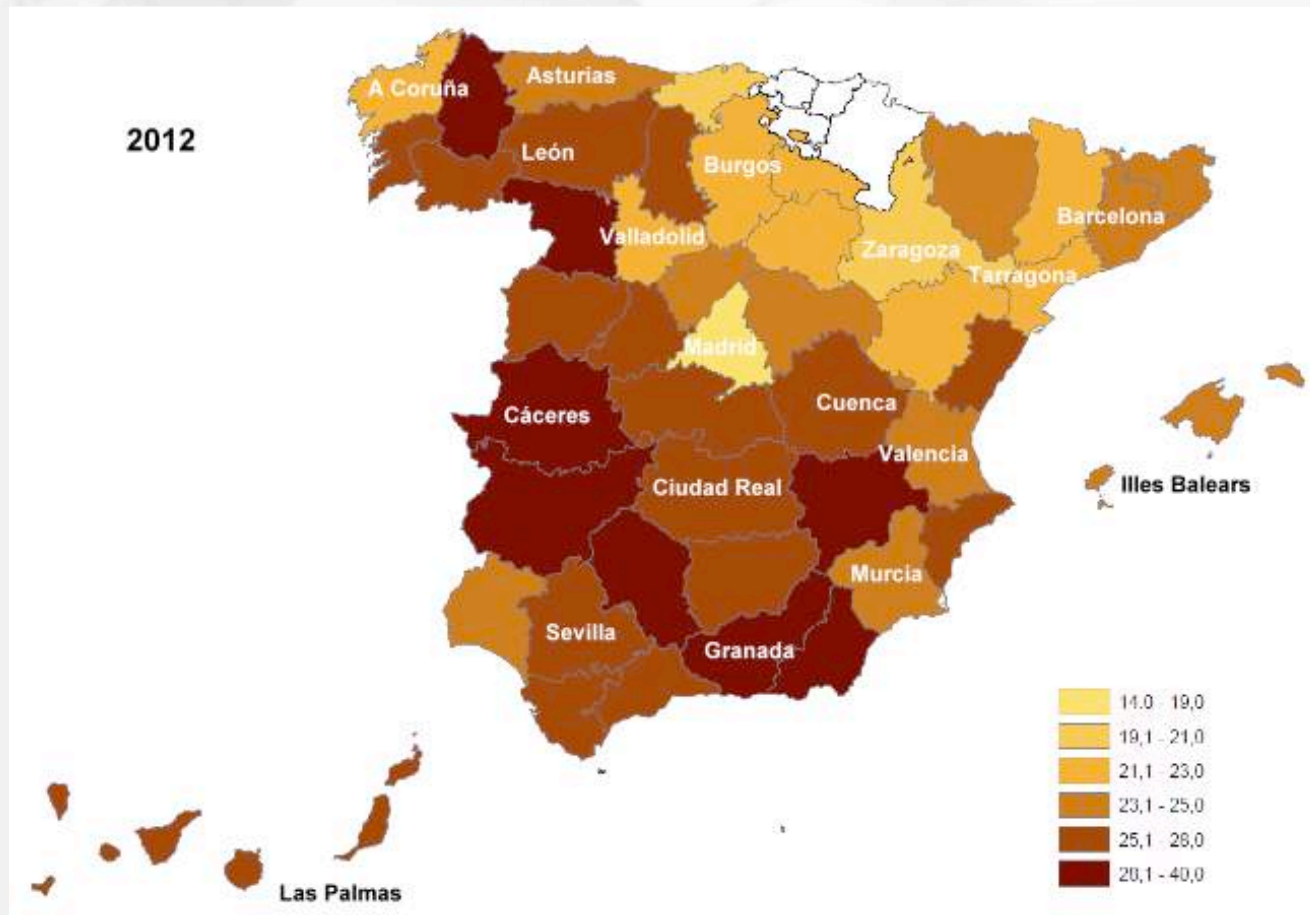 2012
A Coruña
Asturias
León
Burgos
Valladolid
Zaragoza
Barcelona
Tarragona
Madrid
Cáceres
Cuenca
Valencia
Ciudad Real
Illes Balears
Murcia
Sevilla
Granada
Las Palmas
14.0 - 19,0
19,1 - 21,0
21,1 - 23,0
23,1 - 25,0
25,1 - 28,0
28,1 - 40,0